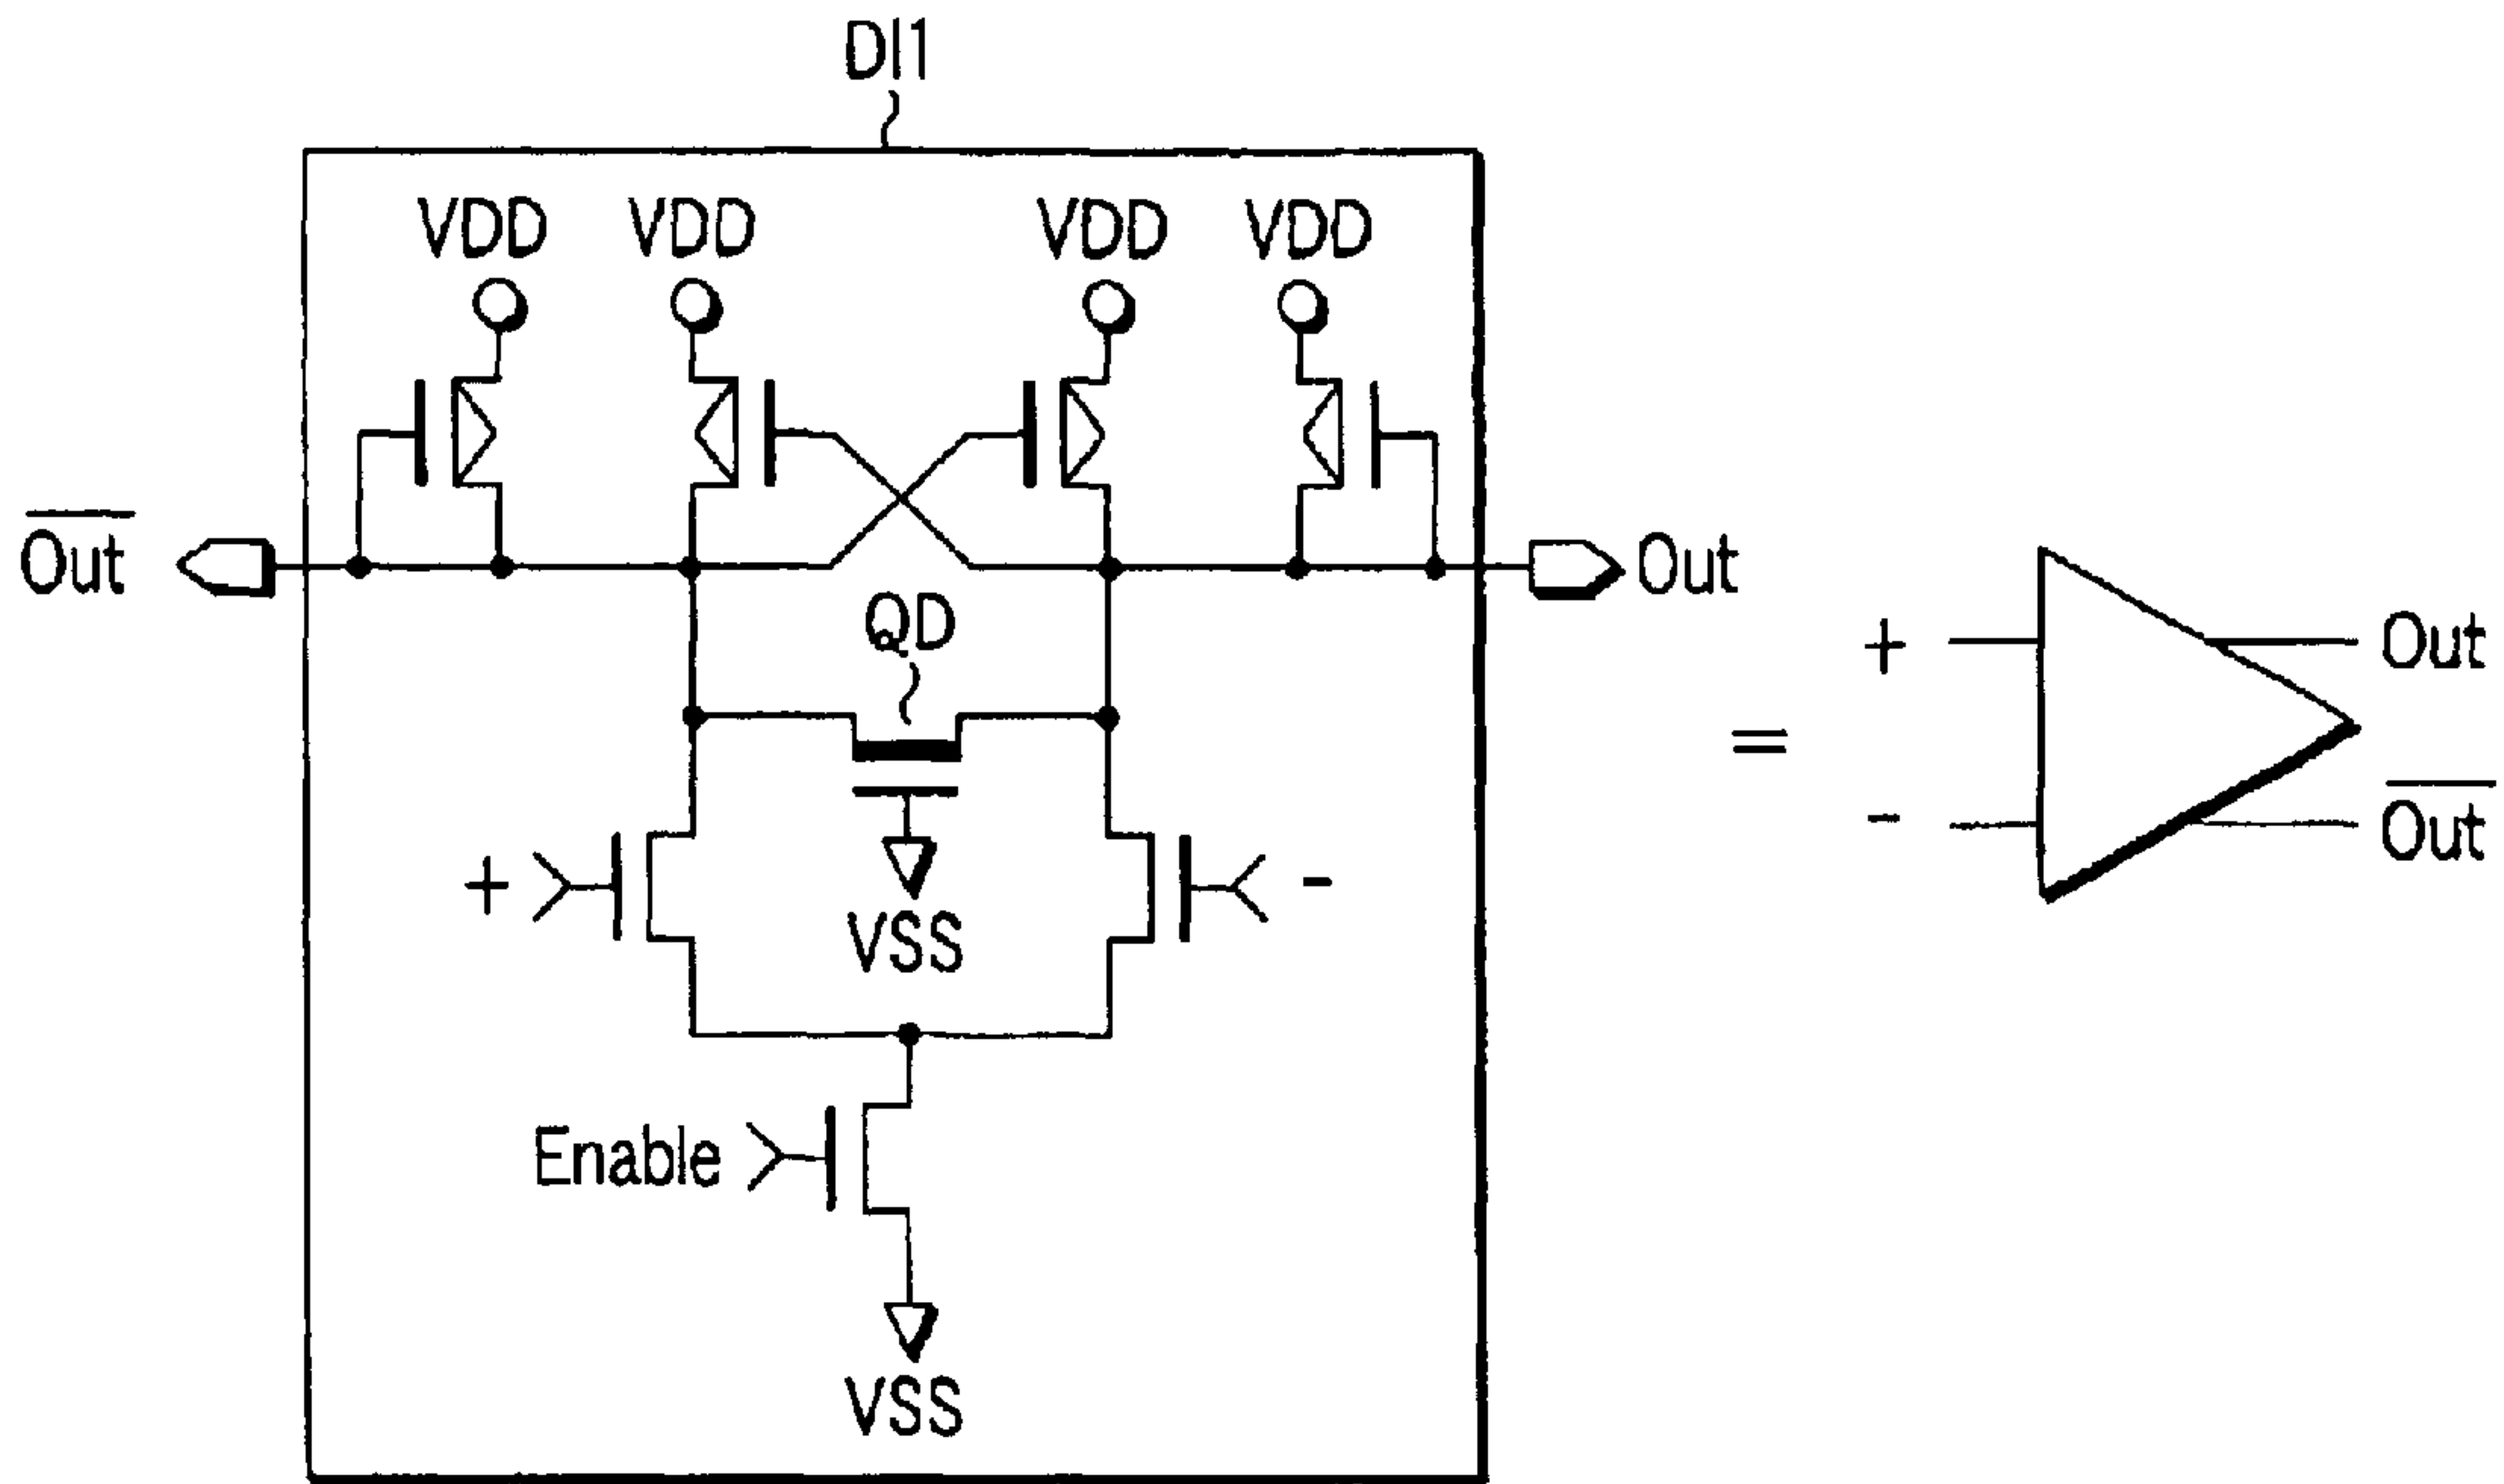 DI1
VDD VDD VDD VDD
Out
Out
QD
+ -
VSS
Enable
VSS
=
+ Out
- Out